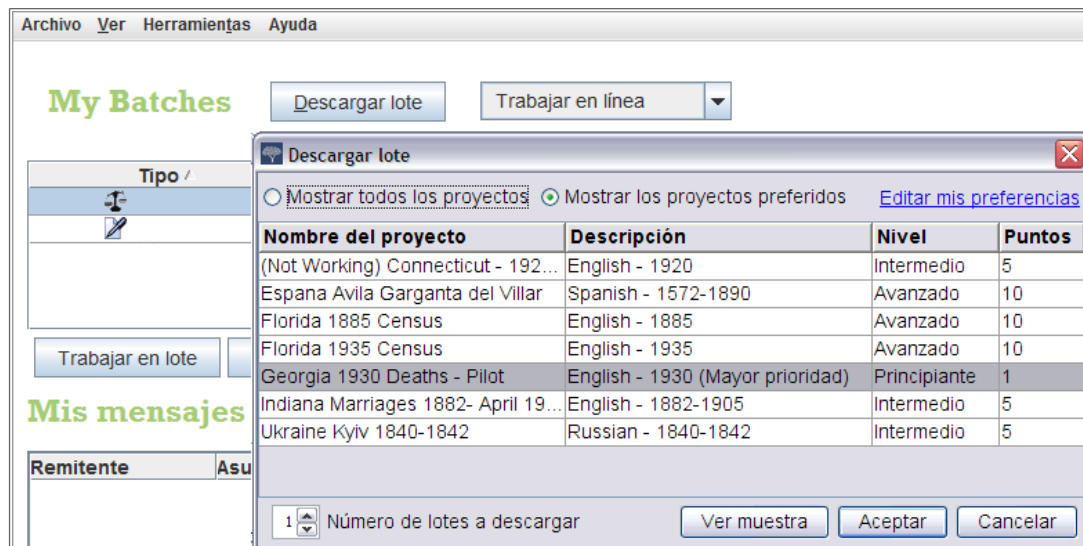 Archivo Ver Herramientas Ayuda
My Batches Descargar lote Trabajar en línea
Descargar lote
Tipo
Mostrar todos los proyectos Mostrar los proyectos preferidos Editar mis preferencias
Nombre del proyecto Descripción Nivel Puntos
(Not Working) Connecticut - 192... English - 1920 Intermedio 5
Espana Avila Garganta del Villar Spanish - 1572-1890 Avanzado 10
Florida 1885 Census English - 1885 Avanzado 10
Florida 1935 Census English - 1935 Avanzado 10
Trabajar en lote
Georgia 1930 Deaths - Pilot English - 1930 (Mayor prioridad) Principiante 1
Indiana Marriages 1882- April 19... English - 1882-1905 Intermedio 5
Mis mensajes
Ukraine Kyiv 1840-1842 Russian - 1840-1842 Intermedio 5
Remitente Asu
1 Número de lotes a descargar Ver muestra Aceptar Cancelar